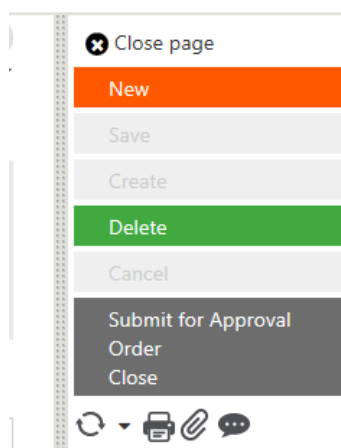 Close page
New
Save
Create
Delete
Cancel
Submit for Approval
Order
Close